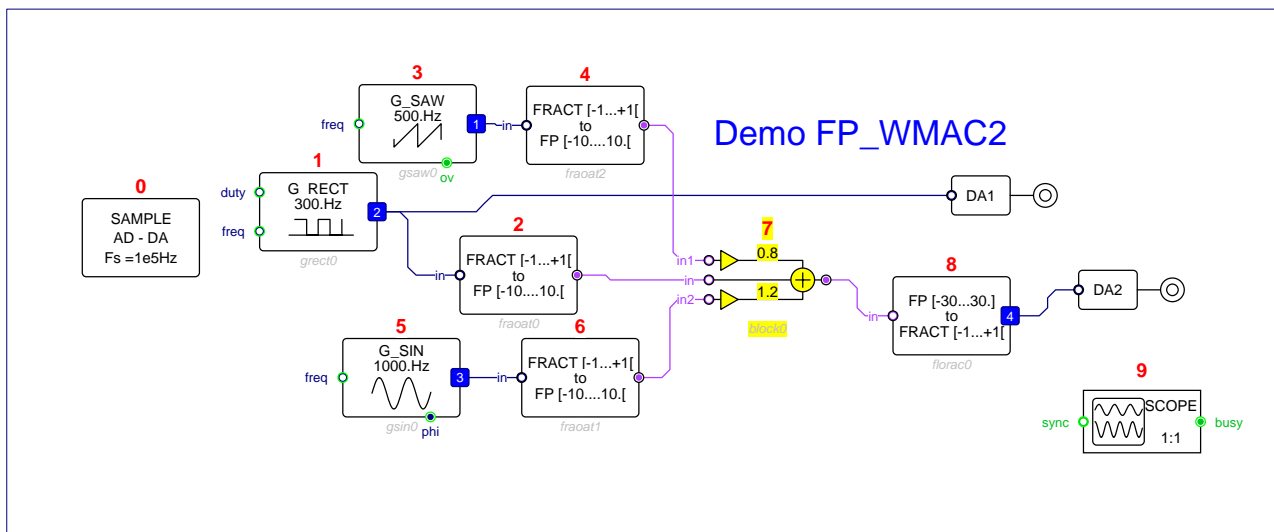 3
4
G_SAW
500.Hz
freq
1
in
gsaw0
ov
FRACT [-1...+1[
to
FP [-10....10.[
fraoat2
Demo FP_WMAC2
0
SAMPLE
AD - DA
Fs =1e5Hz
1
duty
G_RECT
300.Hz
freq
2
grect0
DA1
2
in
FRACT [-1...+1[
to
FP [-10....10.[
fraoat0
7
in1
0.8
in
in2
1.2
block0
8
in
FP [-30...30.]
to
FRACT [-1...+1[
4
florac0
DA2
5
G_SIN
1000.Hz
freq
3
gsin0
phi
6
in
FRACT [-1...+1[
to
FP [-10....10.[
fraoat1
9
sync
SCOPE
1:1
busy